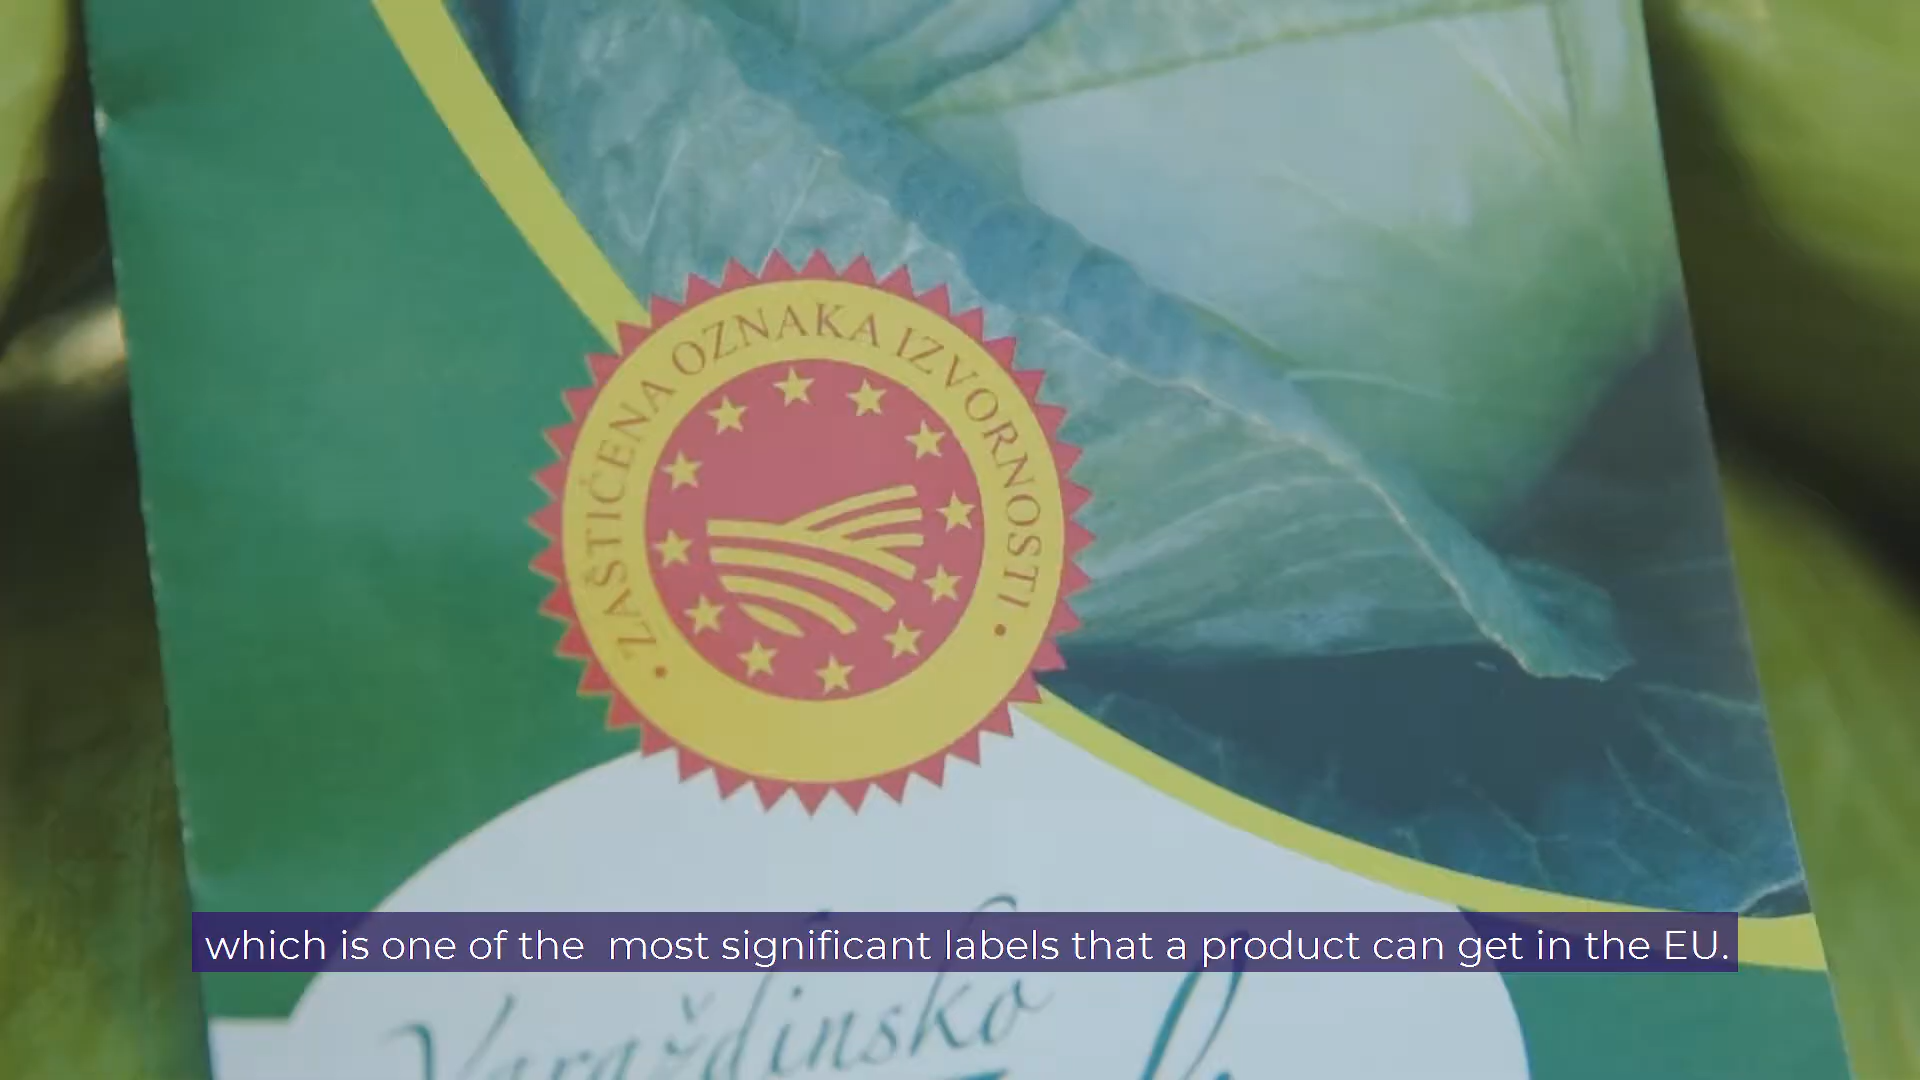 • ZAŠTIĆENA OZNAKA IZVORNOSTI •
which is one of the most significant labels that a product can get in the EU.
Varaždinsko